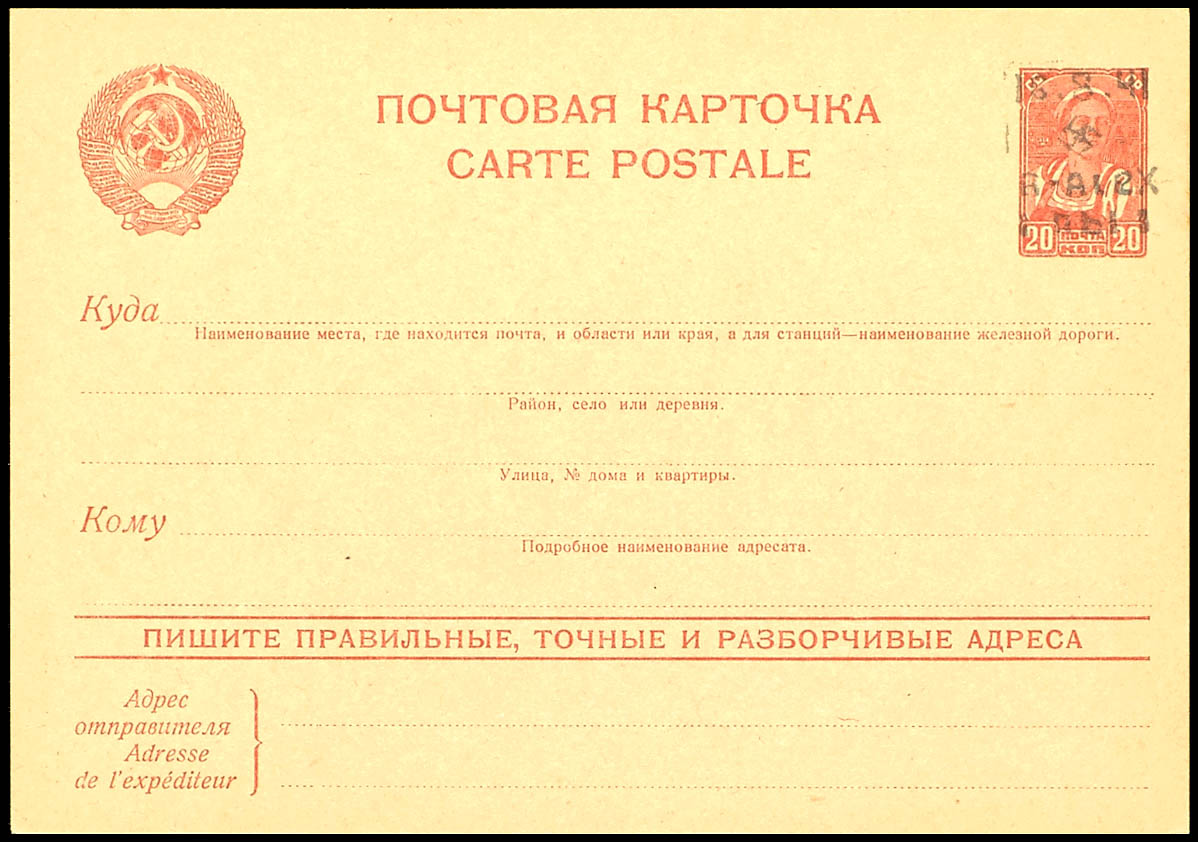 ПОЧТОВАЯ КАРТОЧКА
CARTE POSTALE
20 ПОЧТА 20
КОП
Куда
Наименование места, где находится почта, и области или края, а для станций—наименование железной дороги.
Район, село или деревня.
Улица, № дома и квартиры.
Кому
Подробное наименование адресата.
ПИШИТЕ ПРАВИЛЬНЫЕ, ТОЧНЫЕ И РАЗБОРЧИВЫЕ АДРЕСА
Адрес
отправителя
Adresse
de l'expéditeur